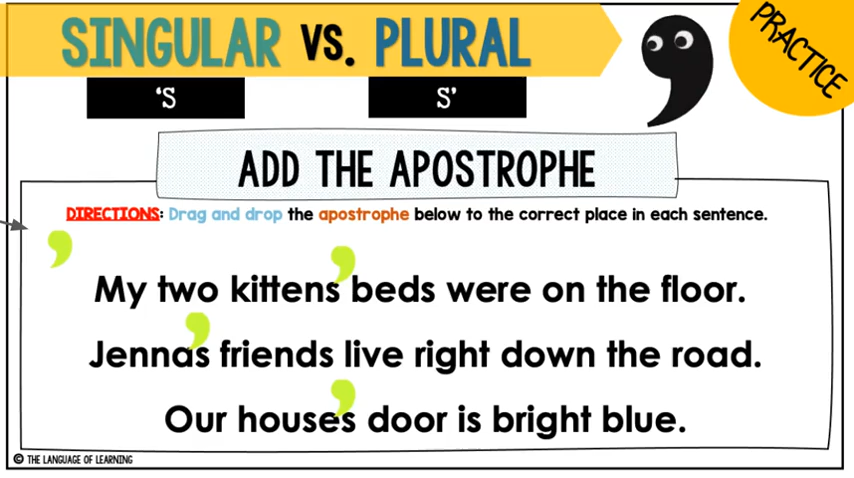 SINGULAR VS. PLURAL
PRACTICE
‘S
S’
ADD THE APOSTROPHE
DIRECTIONS: Drag and drop the apostrophe below to the correct place in each sentence.
’
My two kittens’ beds were on the floor.
Jenna’s friends live right down the road.
Our house’s door is bright blue.
© THE LANGUAGE OF LEARNING